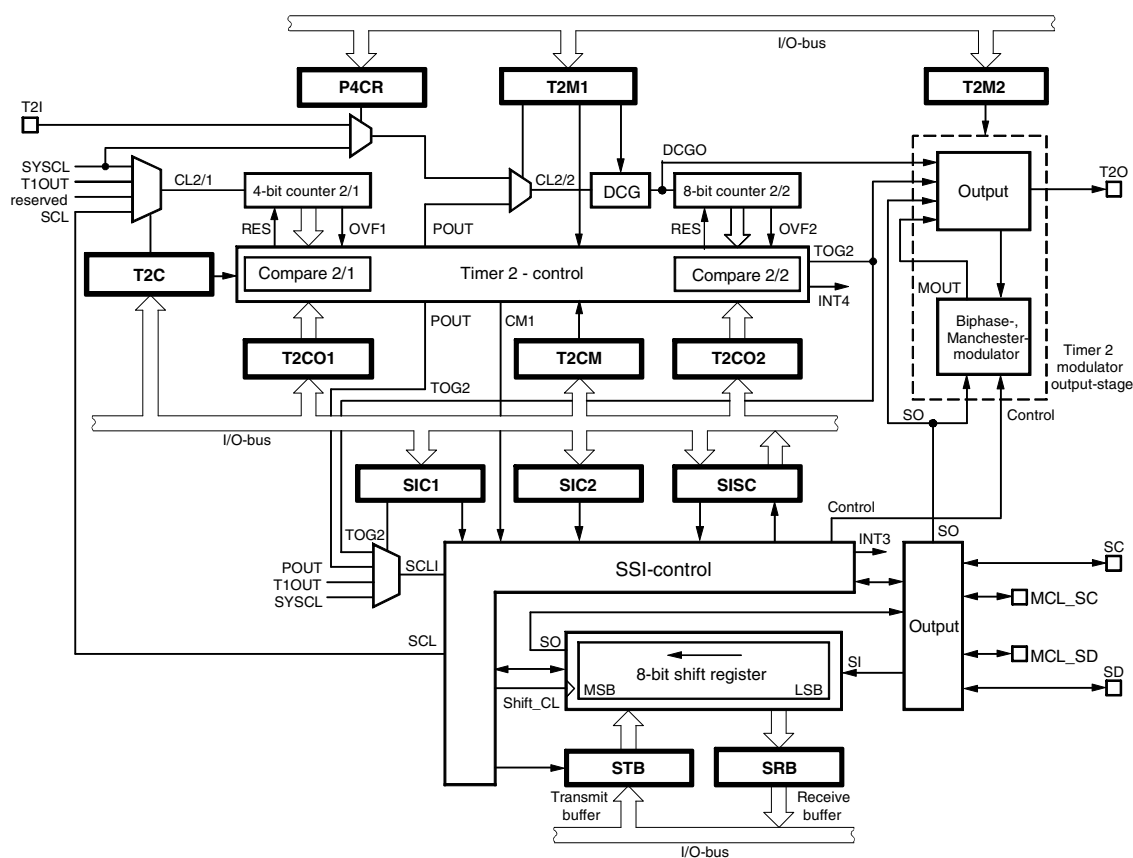 I/O-bus
P4CR
T2M1
T2M2
T2I
SYSCL
T1OUT
reserved
SCL
CL2/1
4-bit counter 2/1
CL2/2
DCG
DCGO
8-bit counter 2/2
Output
T2O
RES
OVF1
POUT
RES
OVF2
TOG2
T2C
Compare 2/1
Timer 2 - control
Compare 2/2
INT4
MOUT
Biphase-,
Manchester-
modulator
Timer 2
modulator
output-stage
POUT
CM1
T2CO1
T2CM
T2CO2
TOG2
SO
Control
I/O-bus
SIC1
SIC2
SISC
Control
TOG2
SO
INT3
POUT
T1OUT
SYSCL
SCLI
SSI-control
SC
MCL_SC
Output
MCL_SD
SD
SCL
SO
8-bit shift register
MSB
LSB
SI
Shift_CL
STB
SRB
Transmit
buffer
Receive
buffer
I/O-bus